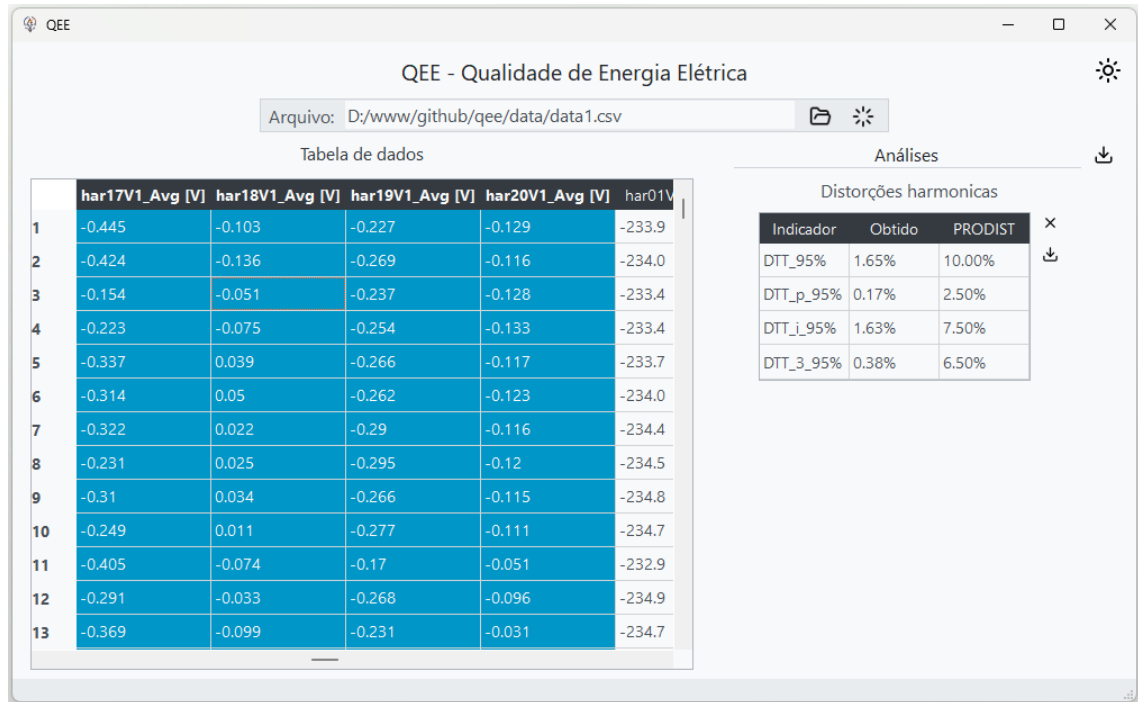 QEE
QEE - Qualidade de Energia Elétrica
Arquivo: D:/www/github/qee/data/data1.csv
Tabela de dados
har17V1_Avg [V] har18V1_Avg [V] har19V1_Avg [V] har20V1_Avg [V] har01V
1 -0.445 -0.103 -0.227 -0.129 -233.9
2 -0.424 -0.136 -0.269 -0.116 -234.0
3 -0.154 -0.051 -0.237 -0.128 -233.4
4 -0.223 -0.075 -0.254 -0.133 -233.4
5 -0.337 0.039 -0.266 -0.117 -233.7
6 -0.314 0.05 -0.262 -0.123 -234.0
7 -0.322 0.022 -0.29 -0.116 -234.4
8 -0.231 0.025 -0.295 -0.12 -234.5
9 -0.31 0.034 -0.266 -0.115 -234.8
10 -0.249 0.011 -0.277 -0.111 -234.7
11 -0.405 -0.074 -0.17 -0.051 -232.9
12 -0.291 -0.033 -0.268 -0.096 -234.9
13 -0.369 -0.099 -0.231 -0.031 -234.7
Análises
Distorções harmonicas
Indicador Obtido PRODIST
DTT_95% 1.65% 10.00%
DTT_p_95% 0.17% 2.50%
DTT_i_95% 1.63% 7.50%
DTT_3_95% 0.38% 6.50%